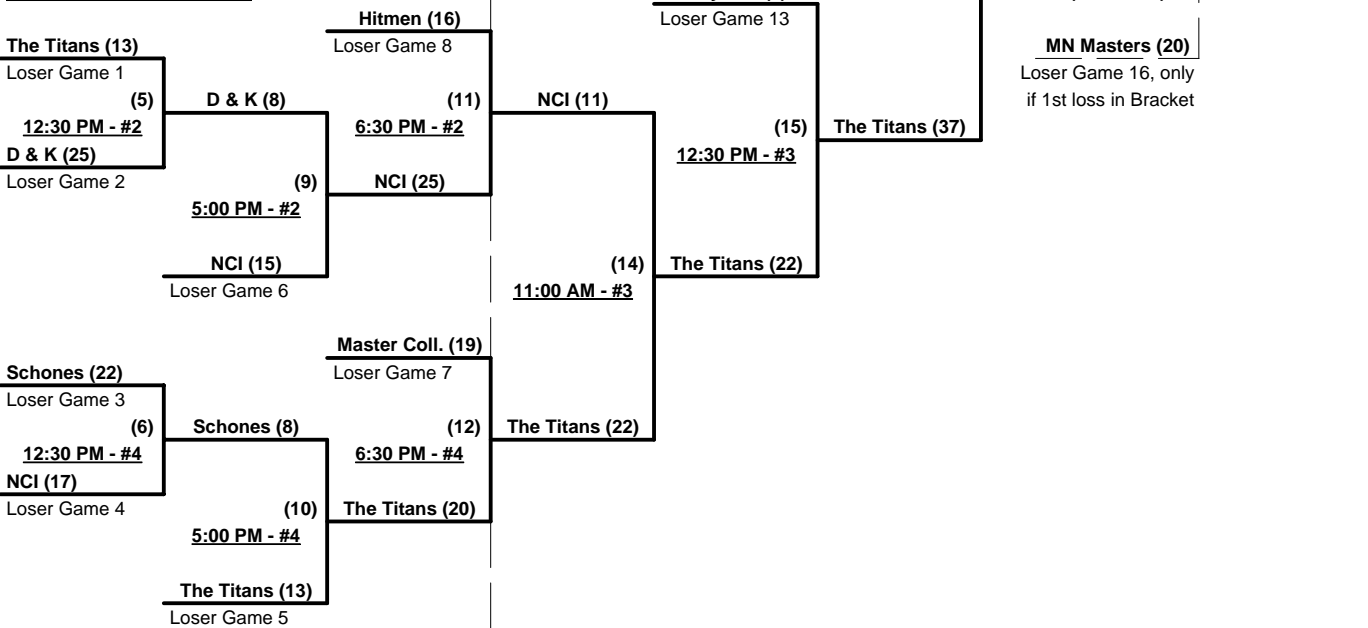 Hitmen (16)
Loser Game 13
Loser Game 8
The Titans (13)
MN Masters (20)
Loser Game 1
Loser Game 16, only
(5)
D & K (8)
(11)
NCI (11)
if 1st loss in Bracket
12:30 PM - #2
6:30 PM - #2
(15)
The Titans (37)
D & K (25)
12:30 PM - #3
Loser Game 2
(9)
NCI (25)
5:00 PM - #2
NCI (15)
(14)
The Titans (22)
Loser Game 6
11:00 AM - #3
Master Coll. (19)
Schones (22)
Loser Game 7
Loser Game 3
(6)
Schones (8)
(12)
The Titans (22)
12:30 PM - #4
6:30 PM - #4
NCI (17)
Loser Game 4
(10)
The Titans (20)
5:00 PM - #4
The Titans (13)
Loser Game 5